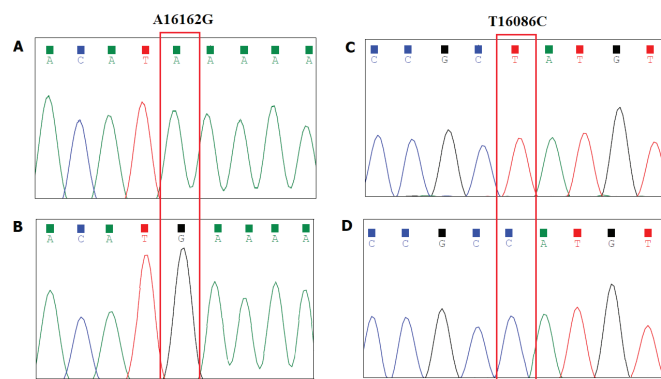 A16162G
T16086C
A
A C A T A A A A A
C
C C G C T A T G T
B
A C A T G A A A A
D
C C G C C A T G T